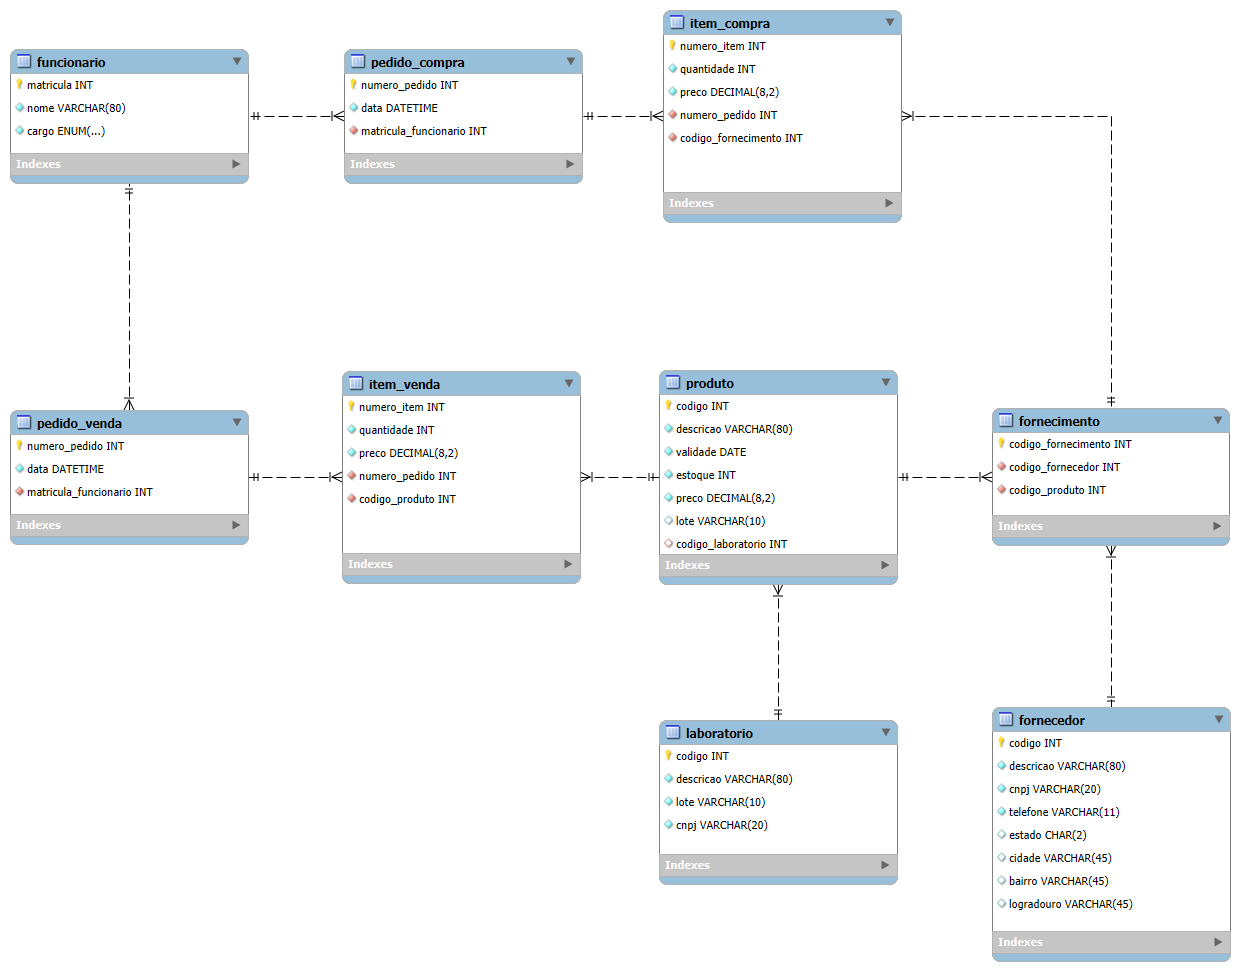 funcionario
matricula INT
nome VARCHAR(80)
cargo ENUM(...)
Indexes
pedido_compra
numero_pedido INT
data DATETIME
matricula_funcionario INT
Indexes
item_compra
numero_item INT
quantidade INT
preco DECIMAL(8,2)
numero_pedido INT
codigo_fornecimento INT
Indexes
pedido_venda
numero_pedido INT
data DATETIME
matricula_funcionario INT
Indexes
item_venda
numero_item INT
quantidade INT
preco DECIMAL(8,2)
numero_pedido INT
codigo_produto INT
Indexes
produto
codigo INT
descricao VARCHAR(80)
validade DATE
estoque INT
preco DECIMAL(8,2)
lote VARCHAR(10)
codigo_laboratorio INT
Indexes
fornecimento
codigo_fornecimento INT
codigo_fornecedor INT
codigo_produto INT
Indexes
laboratorio
codigo INT
descricao VARCHAR(80)
lote VARCHAR(10)
cnpj VARCHAR(20)
Indexes
fornecedor
codigo INT
descricao VARCHAR(80)
cnpj VARCHAR(20)
telefone VARCHAR(11)
estado CHAR(2)
cidade VARCHAR(45)
bairro VARCHAR(45)
logradouro VARCHAR(45)
Indexes